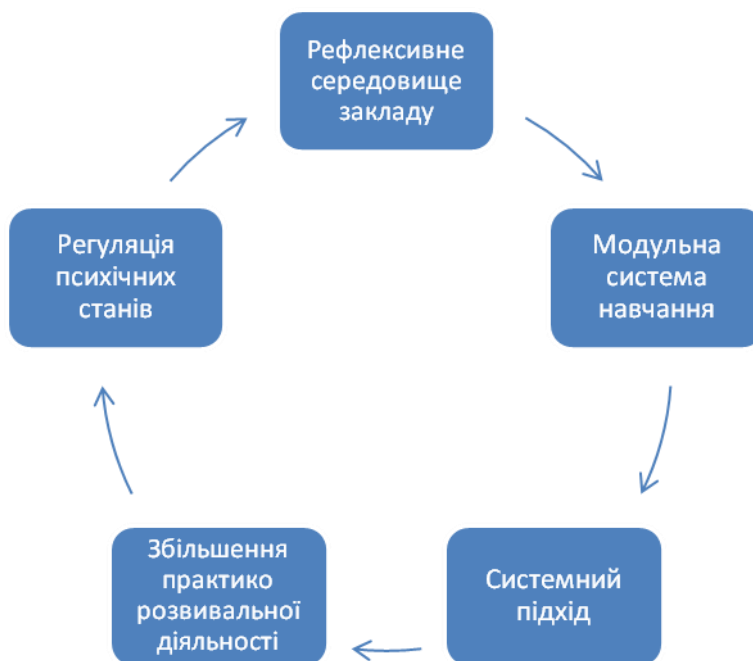 Рефлексивне
середовище
закладу
Модульна
система
навчання
Системний
підхід
Збільшення
практико
розвивальної
діяльності
Регуляція
психічних
станів